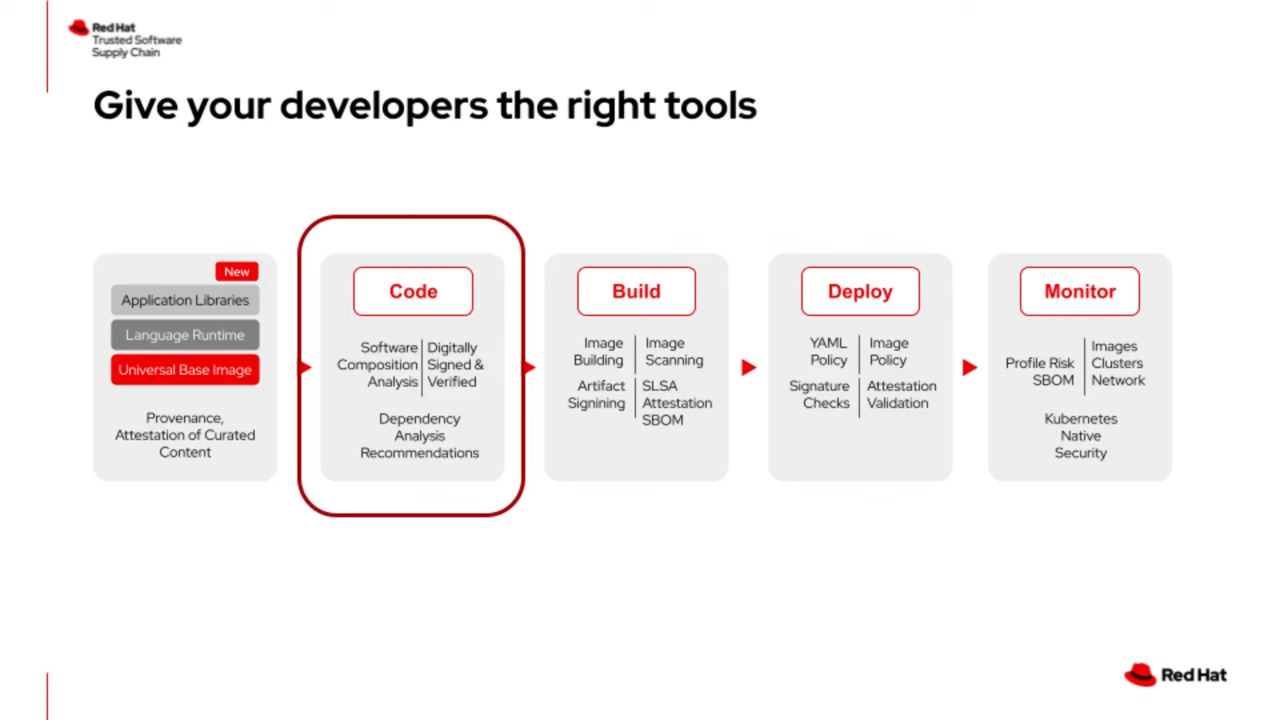 Red Hat
Trusted Software
Supply Chain
Give your developers the right tools
New
Application Libraries
Language Runtime
Universal Base Image
Provenance,
Attestation of Curated
Content
Code
Software
Composition
Analysis
Digitally
Signed &
Verified
Dependency
Analysis
Recommendations
Build
Image
Building
Image
Scanning
Artifact
Signining
SLSA
Attestation
SBOM
Deploy
YAML
Policy
Image
Policy
Signature
Checks
Attestation
Validation
Monitor
Profile Risk
SBOM
Images
Clusters
Network
Kubernetes
Native
Security
Red Hat